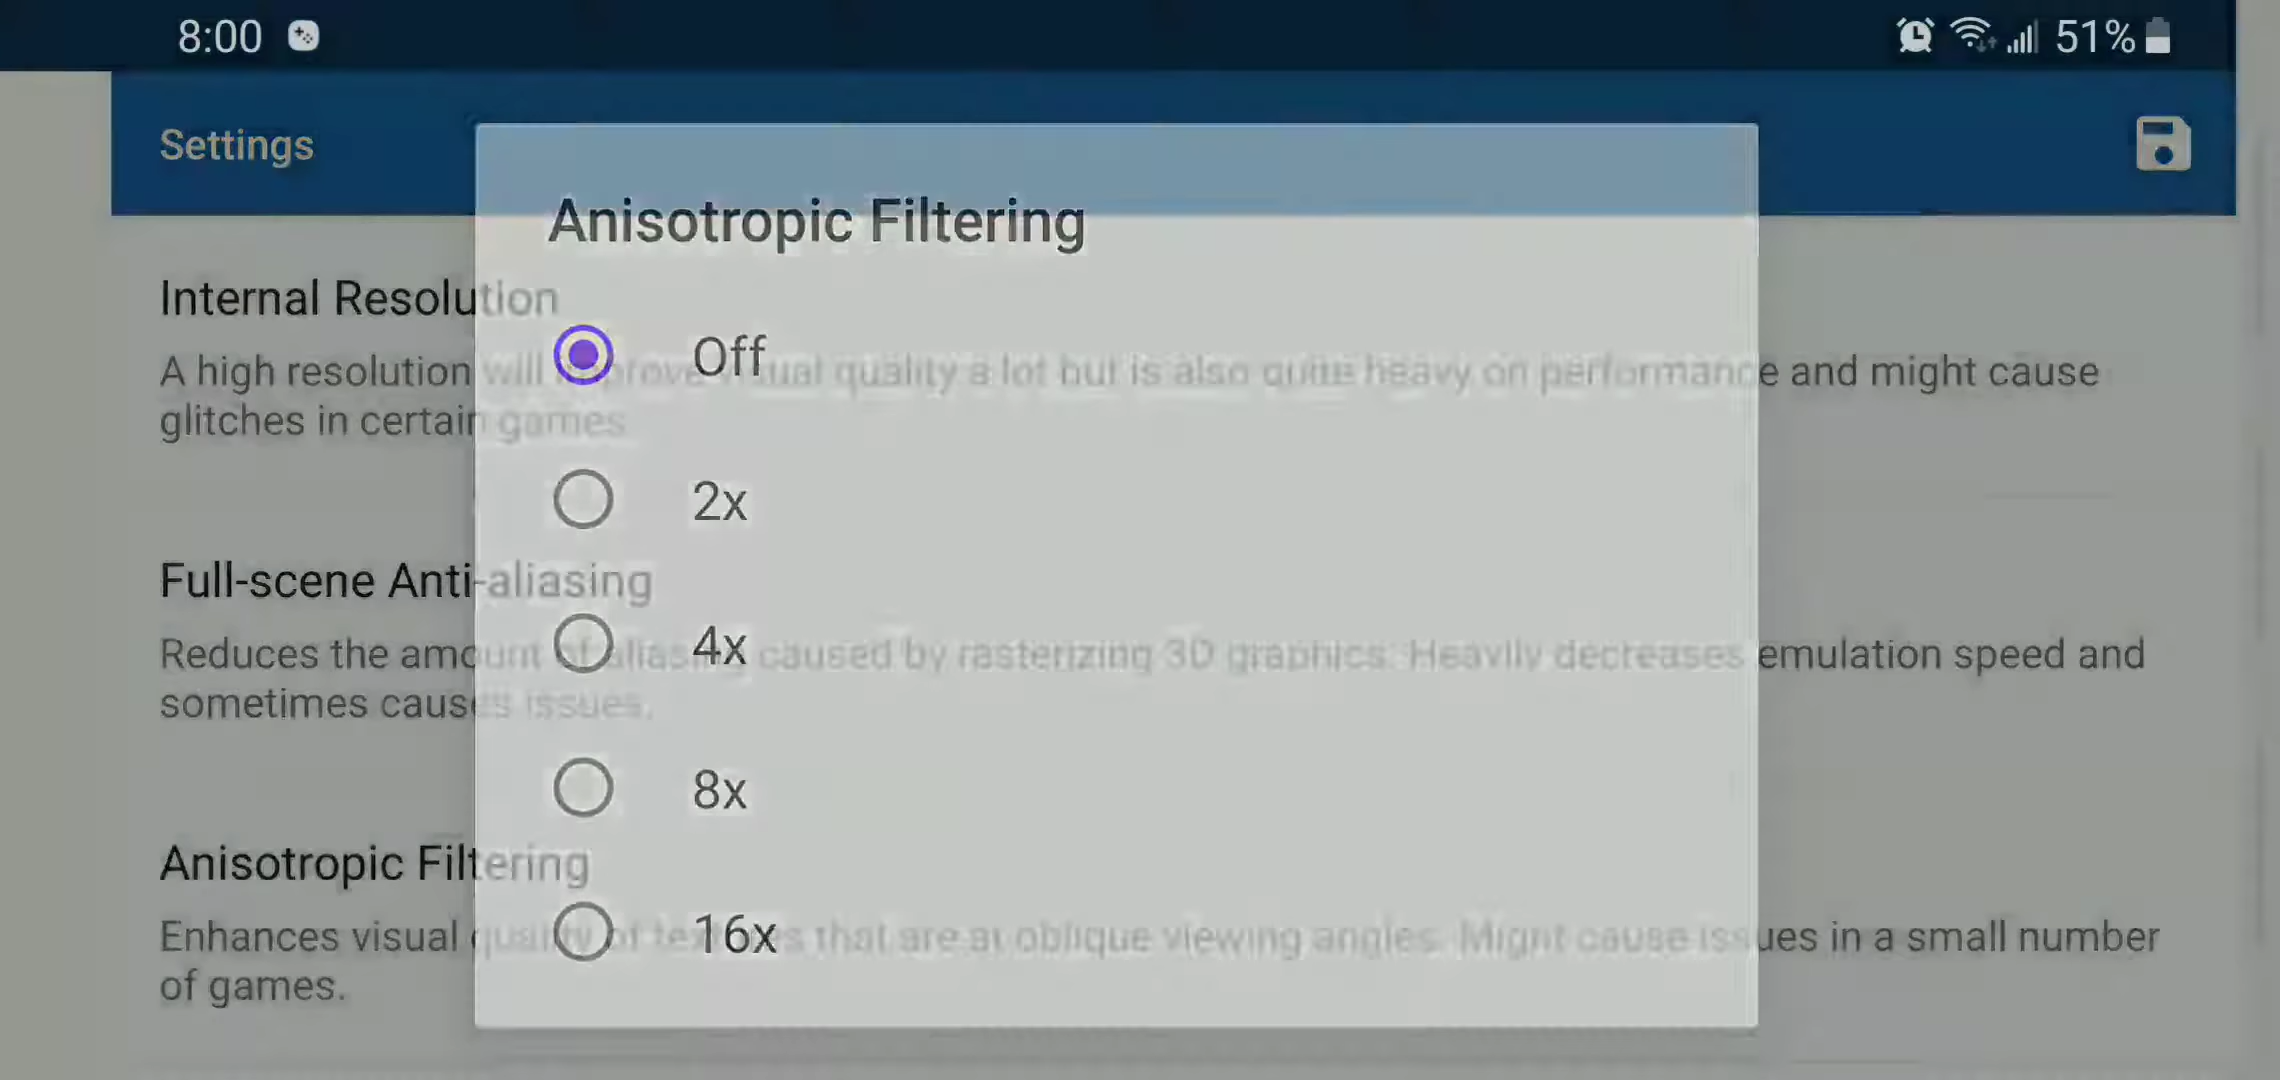 8:00 51%
Settings
Anisotropic Filtering
Internal Resolution
Off
A high resolution will improve visual quality a lot but is also quite heavy on performance and might cause
glitches in certain games
2x
Full-scene Anti-aliasing
4x
Reduces the amount of aliasing caused by rasterizing 3D graphics. Heavily decreases emulation speed and
sometimes causes issues.
8x
Anisotropic Filtering
16x
Enhances visual quality of textures that are at oblique viewing angles. Might cause issues in a small number
of games.